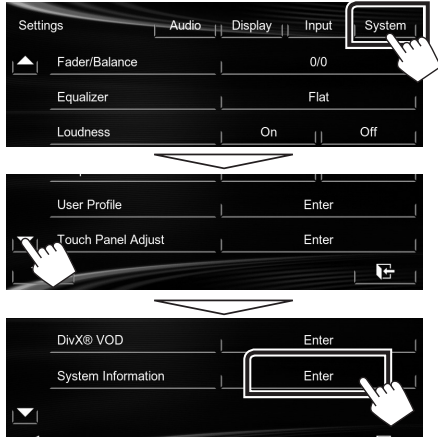 Settings Audio Display Input System
Fader/Balance 0/0
Equalizer Flat
Loudness On Off
User Profile Enter
Touch Panel Adjust Enter
DivX® VOD Enter
System Information Enter